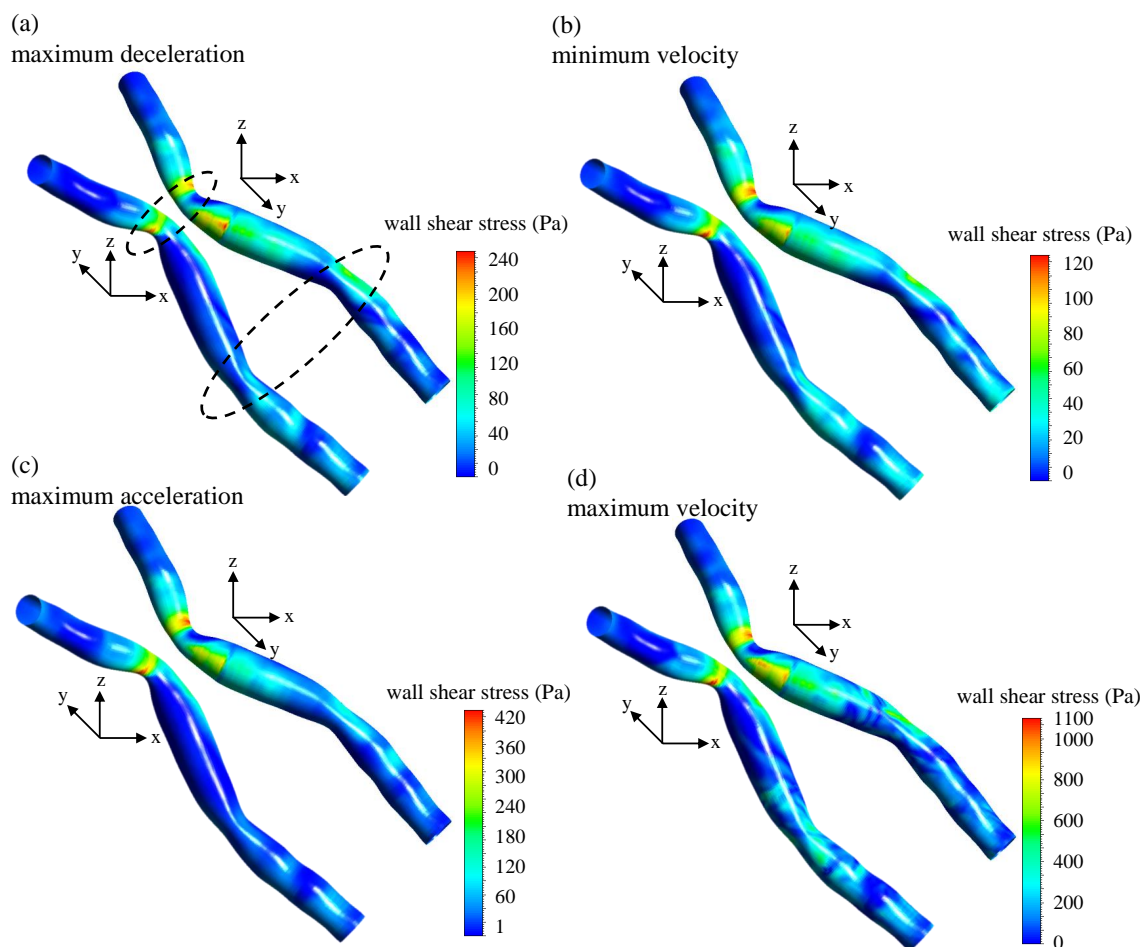 (a)
maximum deceleration
z
x
y
z
y
x
wall shear stress (Pa)
240
200
160
120
80
40
0
(b)
minimum velocity
z
x
y
z
y
x
wall shear stress (Pa)
120
100
80
60
40
20
0
(c)
maximum acceleration
z
x
y
z
y
x
wall shear stress (Pa)
420
360
300
240
180
120
60
1
(d)
maximum velocity
z
x
y
z
y
x
wall shear stress (Pa)
1100
1000
800
600
400
200
0